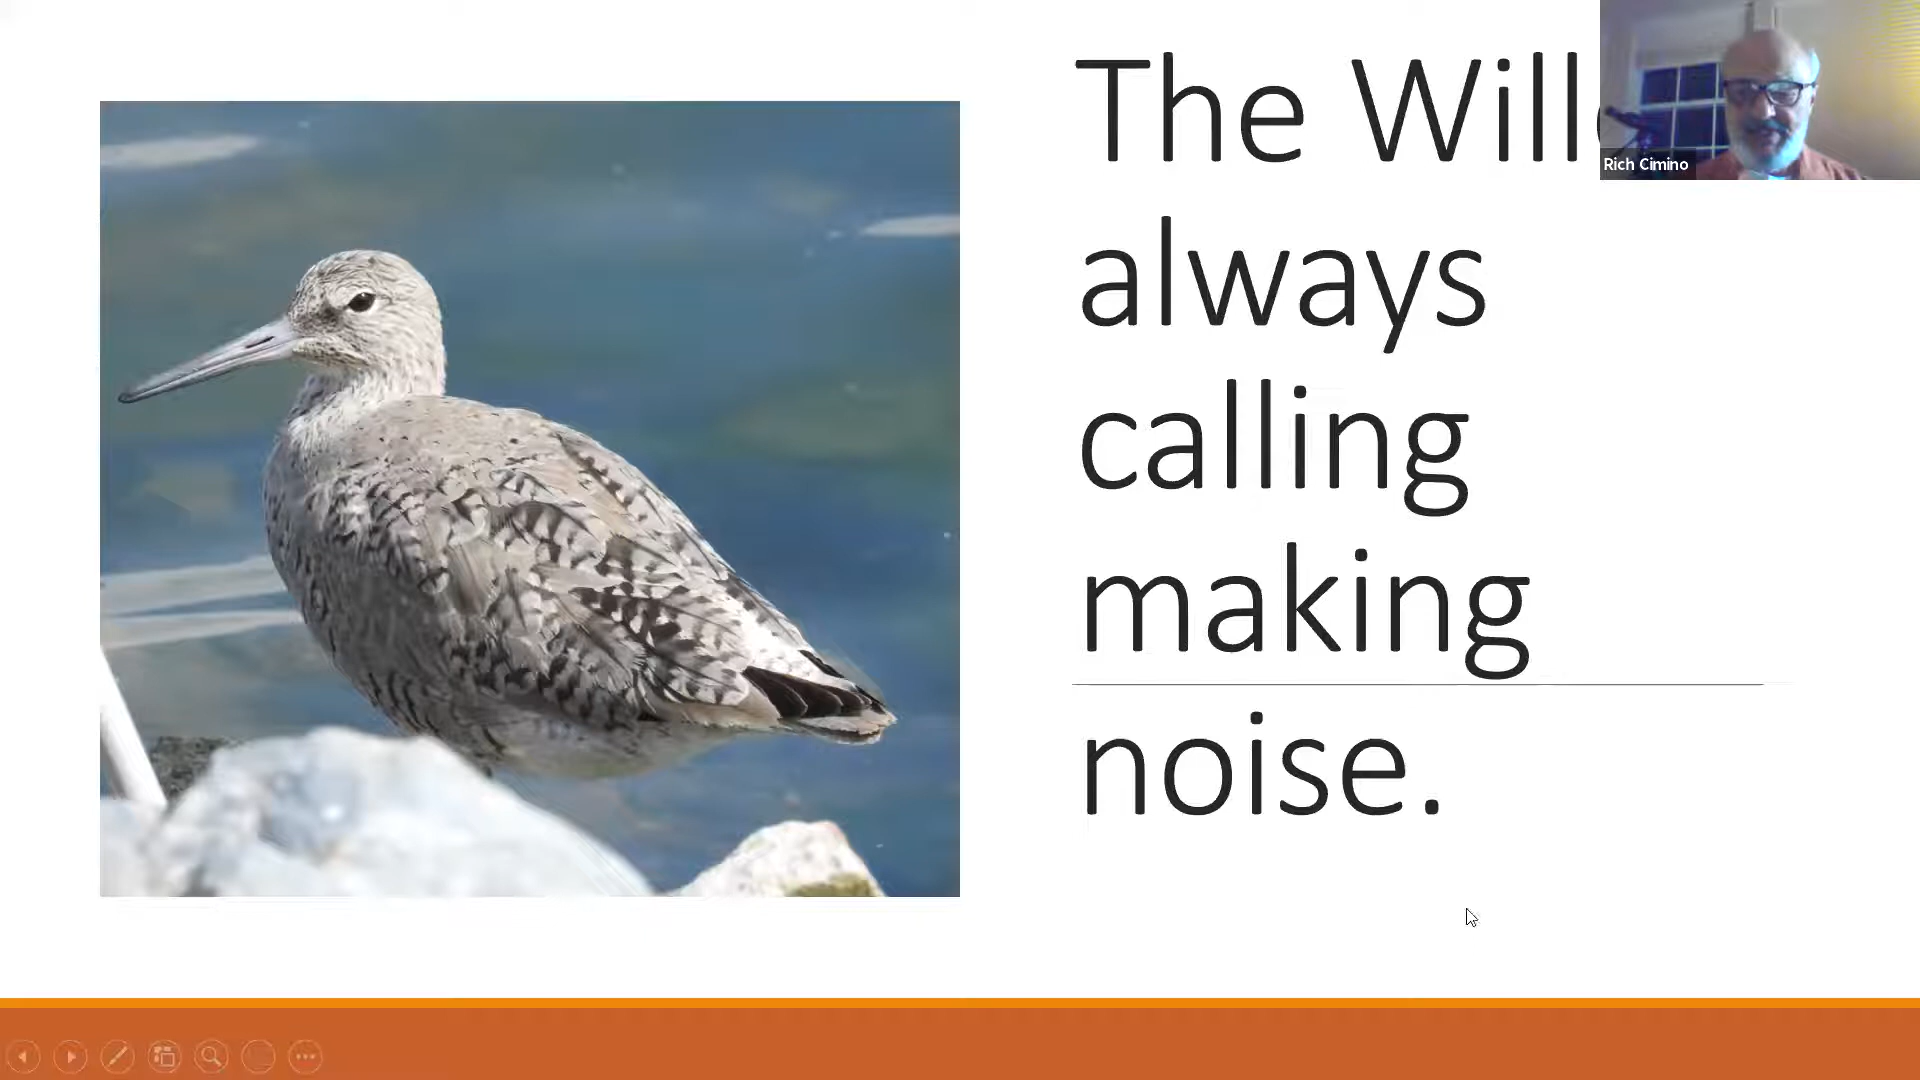 The Will
always
calling
making
noise.
Rich Cimino